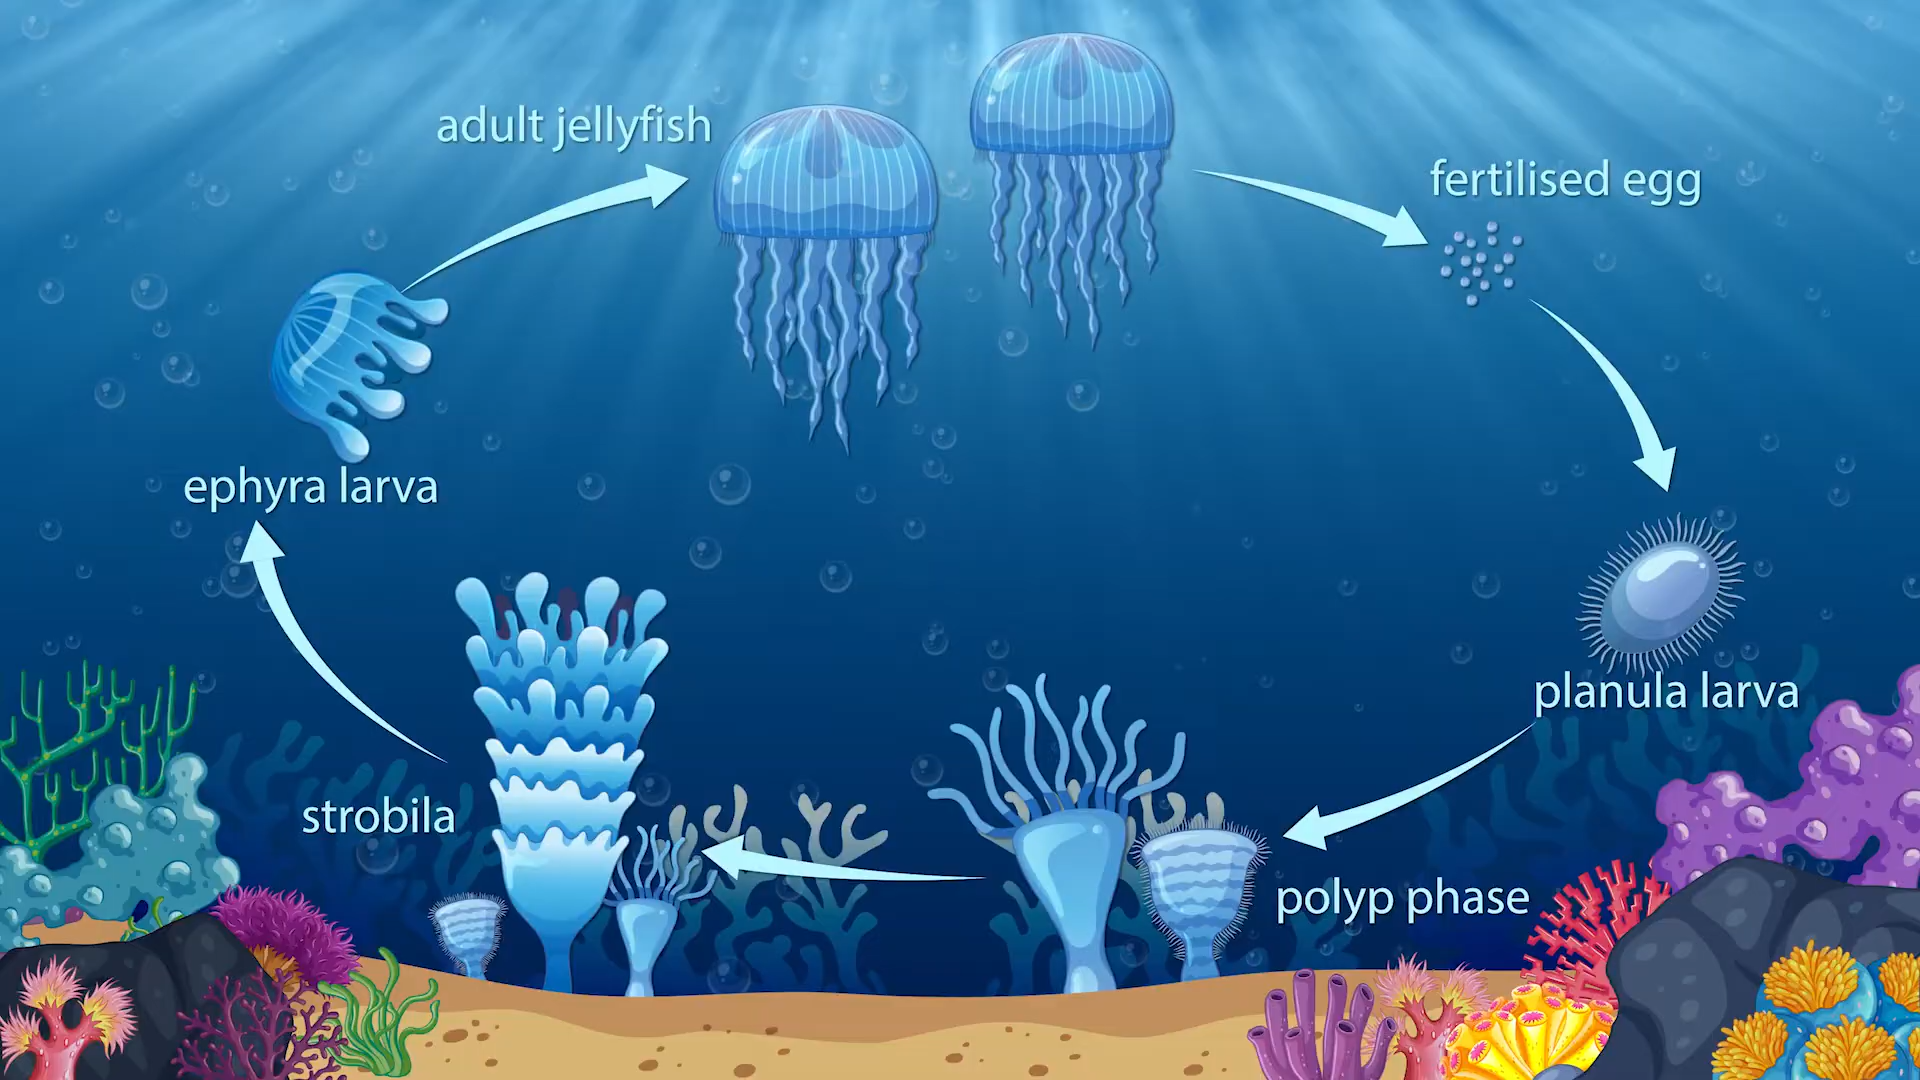 adult jellyfish
fertilised egg
ephyra larva
planula larva
strobila
polyp phase